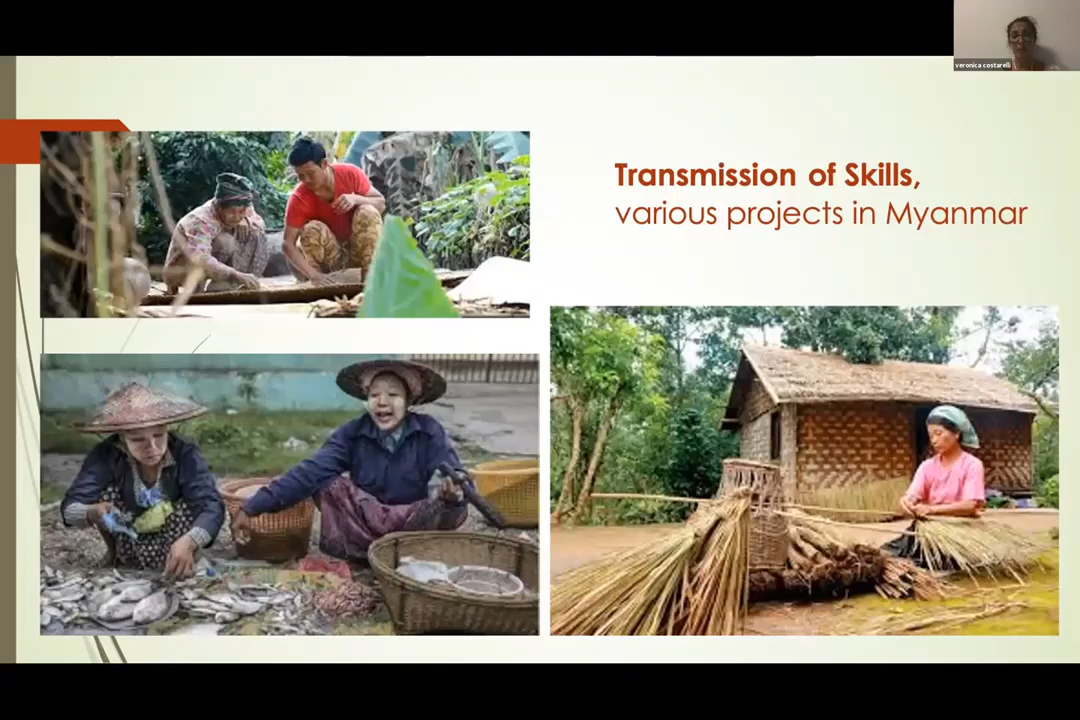 veronica costarelli
Transmission of Skills,
various projects in Myanmar